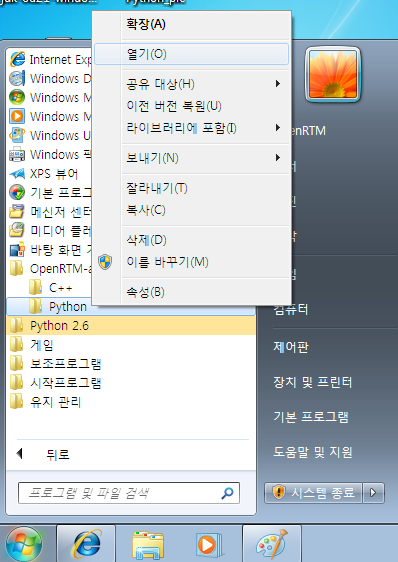 Python_pic
확장(A)
열기(O)
공유 대상(H)
이전 버전 복원(U)
라이브러리에 포함(I)
보내기(N)
잘라내기(T)
복사(C)
삭제(D)
이름 바꾸기(M)
속성(B)
Internet Exp
Windows D
Windows M
Windows U
Windows 팩
XPS 뷰어
기본 프로그
메신저 센터
미디어 플레
바탕 화면
OpenRTM-a
C++
Python
Python 2.6
게임
보조프로그램
시작프로그램
유지 관리
뒤로
프로그램 및 파일 검색
enRTM
컴퓨터
제어판
장치 및 프린터
기본 프로그램
도움말 및 지원
시스템 종료